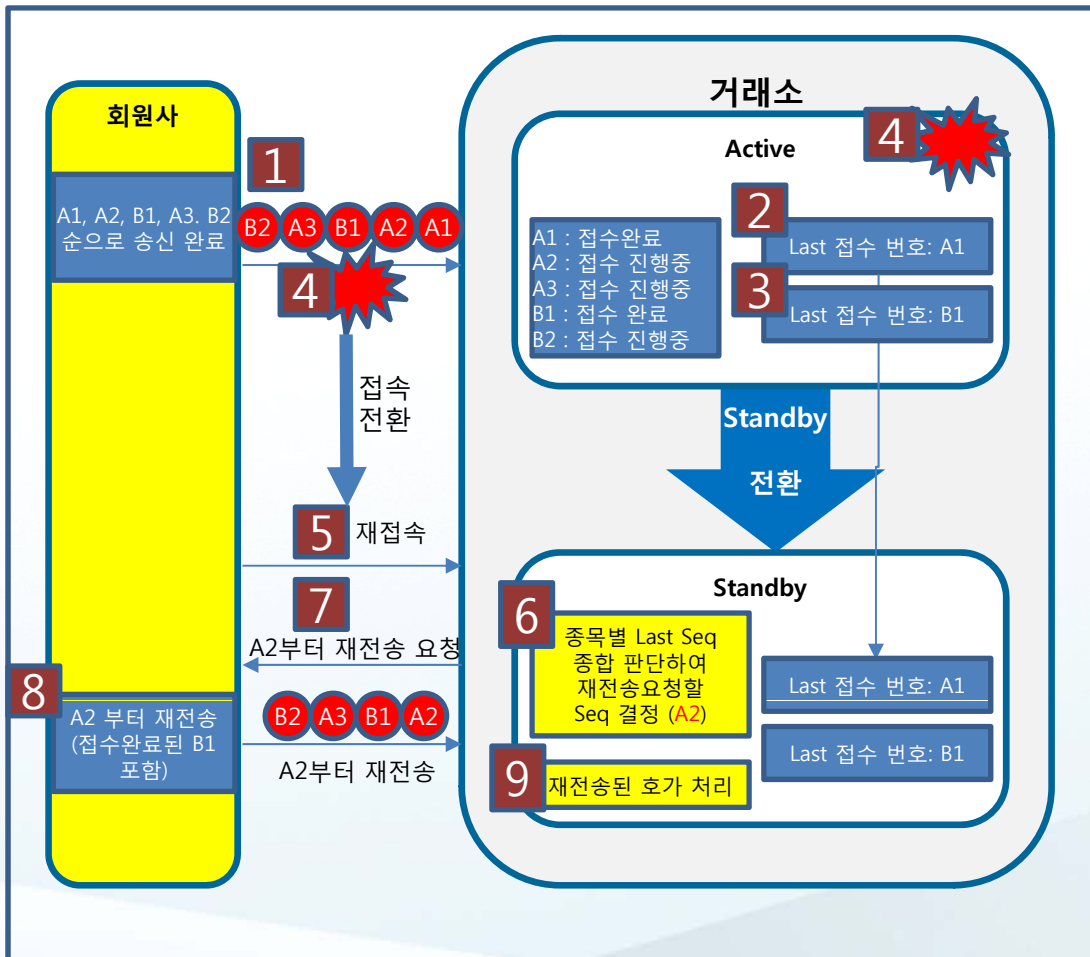 회원사
거래소
1
A1, A2, B1, A3. B2
순으로 송신 완료
B2
A3
B1
A2
A1
4
접속
전환
Active
4
A1 : 접수완료
A2 : 접수 진행중
A3 : 접수 진행중
B1 : 접수 완료
B2 : 접수 진행중
2
Last 접수 번호: A1
3
Last 접수 번호: B1
Standby
전환
5
재접속
7
A2부터 재전송 요청
Standby
6
종목별 Last Seq
종합 판단하여
재전송요청할
Seq 결정 (A2)
Last 접수 번호: A1
Last 접수 번호: B1
8
A2 부터 재전송
(접수완료된 B1
포함)
B2
A3
B1
A2
A2부터 재전송
9
재전송된 호가 처리